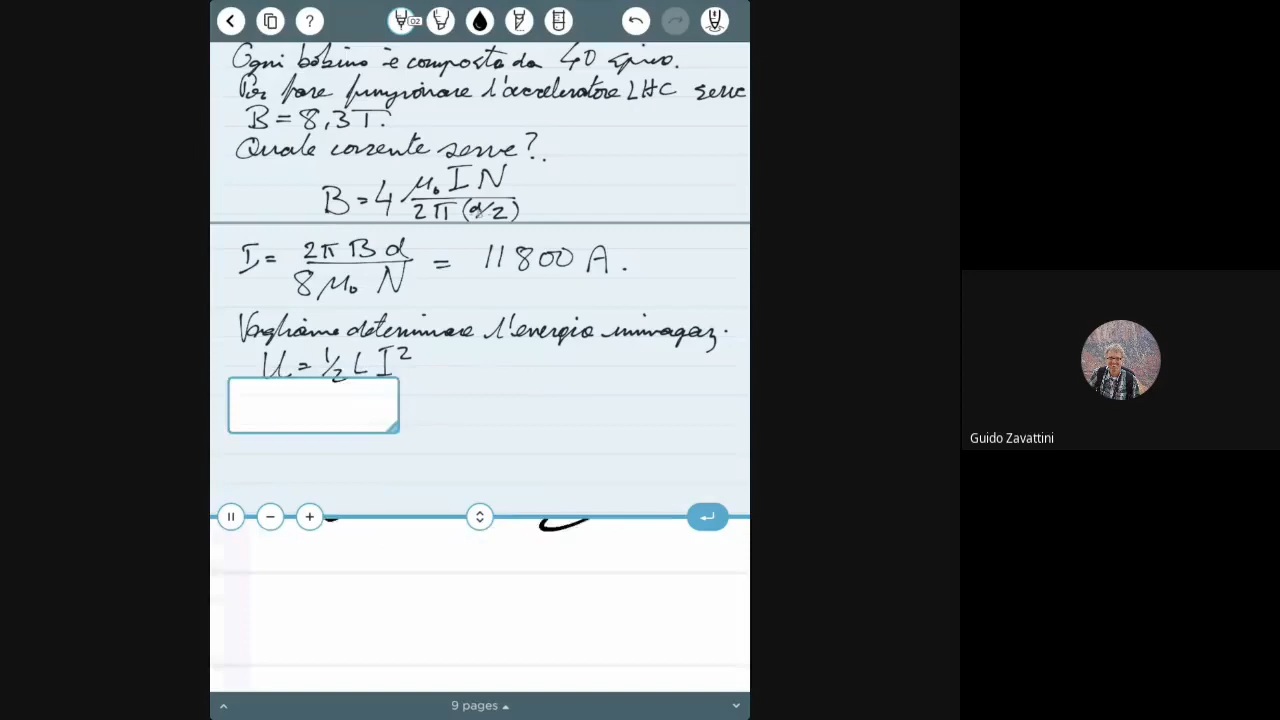 Ogni bobina è composta da 40 spire.
Per fare funzionare l'acceleratore LHC serve
B = 8,3T.
Quale corrente serve?
B = 4 μ₀ I N / 2π (d/2)
I = 2π B d / 8 μ₀ N = 11800 A.
Vogliamo determinare l'energia immagaz.
U = ½ L I²
Guido Zavattini
9 pages